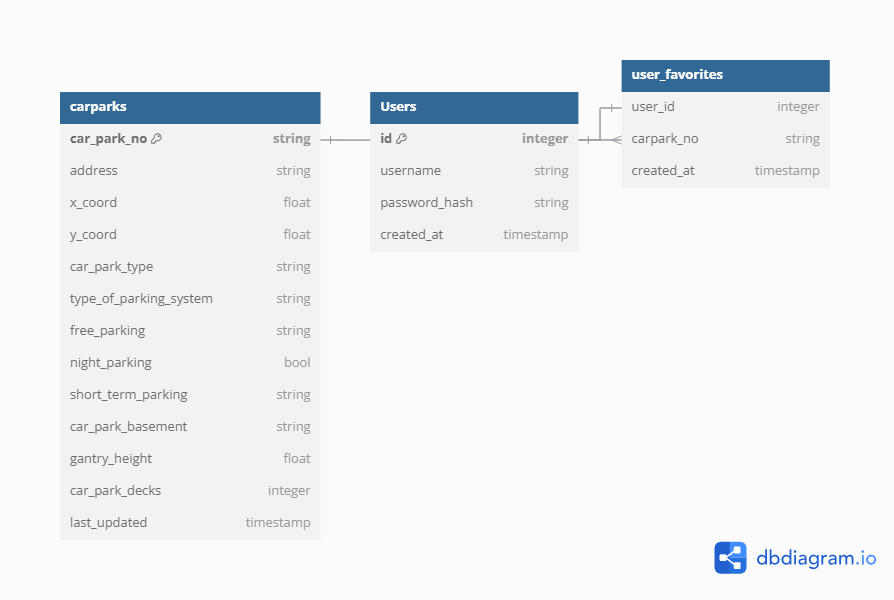 carparks
car_park_no string
address string
x_coord float
y_coord float
car_park_type string
type_of_parking_system string
free_parking string
night_parking bool
short_term_parking string
car_park_basement string
gantry_height float
car_park_decks integer
last_updated timestamp
Users
id integer
username string
password_hash string
created_at timestamp
user_favorites
user_id integer
carpark_no string
created_at timestamp
dbdiagram.io